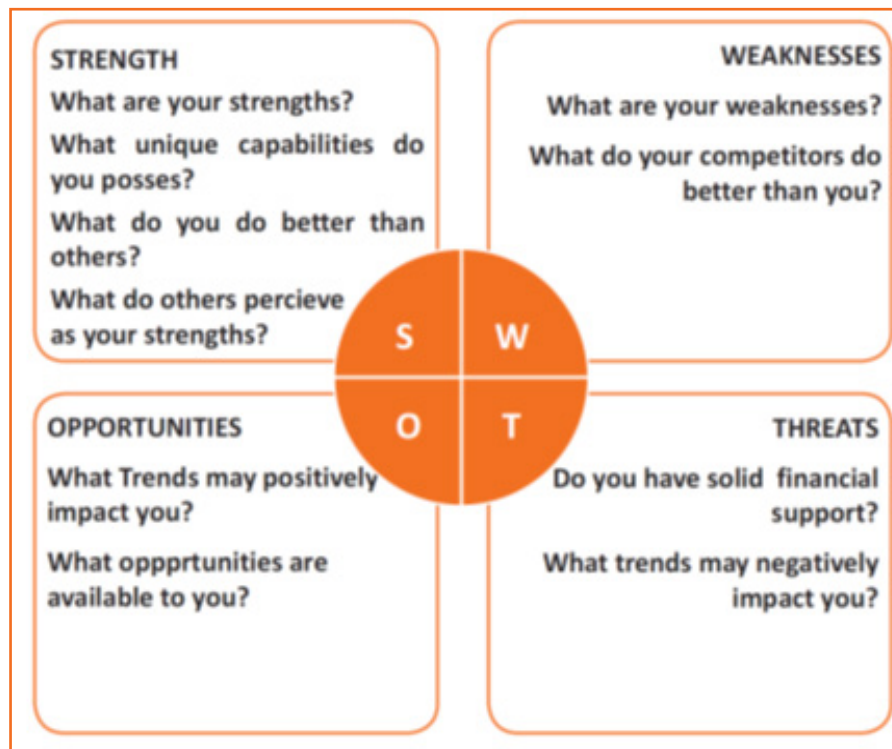 STRENGTH
What are your strengths?
What unique capabilities do
you posses?
What do you do better than
others?
What do others percieve
as your strengths?
WEAKNESSES
What are your weaknesses?
What do your competitors do
better than you?
S W
O T
OPPORTUNITIES
What Trends may positively
impact you?
What oppprtunities are
available to you?
THREATS
Do you have solid financial
support?
What trends may negatively
impact you?